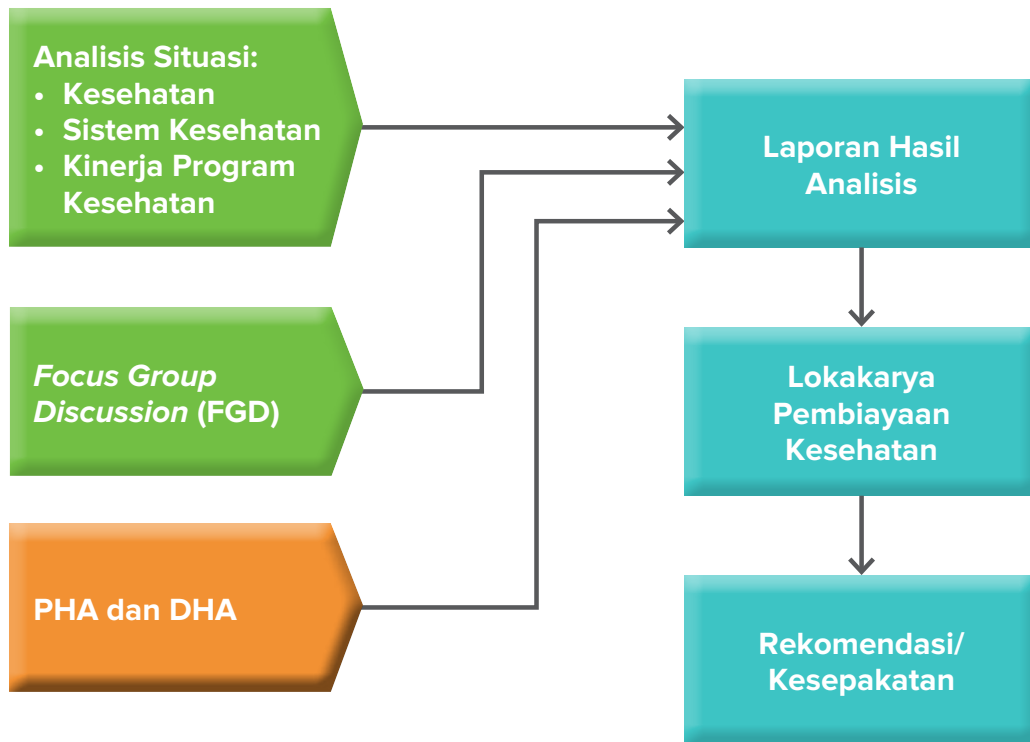 Analisis Situasi:
• Kesehatan
• Sistem Kesehatan
• Kinerja Program
Kesehatan
Focus Group
Discussion (FGD)
PHA dan DHA
Laporan Hasil
Analisis
Lokakarya
Pembiayaan
Kesehatan
Rekomendasi/
Kesepakatan